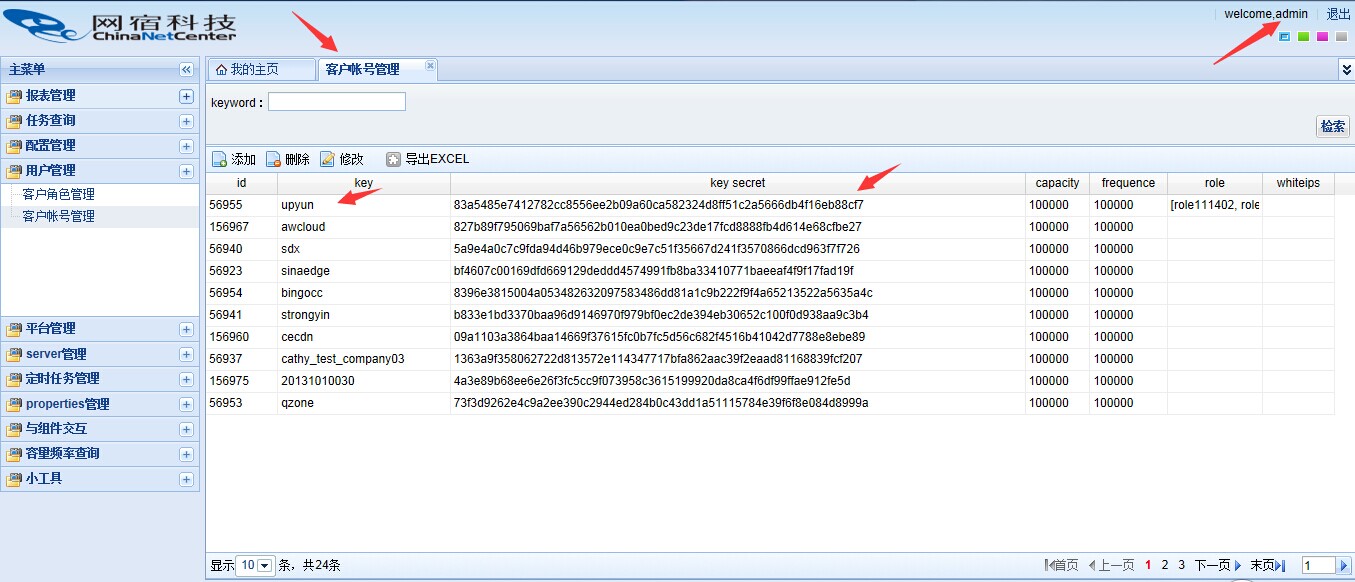 网宿科技
ChinaNetCenter
welcome,admin 退出
主菜单
报表管理
任务查询
配置管理
用户管理
客户角色管理
客户帐号管理
平台管理
server管理
定时任务管理
properties管理
与组件交互
容量频率查询
小工具
我的主页 客户帐号管理
keyword :
检索
添加 删除 修改 导出EXCEL
id key key secret capacity frequence role whiteips
56955 upyun 83a5485e7412782cc8556ee2b09a60ca582324d8ff51c2a5666db4f16eb88cf7 100000 100000 [role111402, role
156967 awcloud 827b89f795069baf7a56562b010ea0bed9c23de17fcd8888fb4d614e68cfbe27 100000 100000
56940 sdx 5a9e4a0c7c9fda94d46b979ece0c9e7c51f35667d241f3570866dcd963f7f726 100000 100000
56923 sinaedge bf4607c00169dfd669129deddd4574991fb8ba33410771baeeaf4f9f17fad19f 100000 100000
56954 bingocc 8396e3815004a053482632097583486dd81a1c9b222f9f4a65213522a5635a4c 100000 100000
56941 strongyin b833e1bd3370baa96d9146970f979bf0ec2de394eb30652c100f0d938aa9c3b4 100000 100000
156960 cecdn 09a1103a3864baa14669f37615fc0b7fc5d56c682f4516b41042d7788e8ebe89 100000 100000
56937 cathy_test_company03 1363a9f358062722d813572e114347717bfa862aac39f2eaad81168839fcf207 100000 100000
156975 20131010030 4a3e89b68ee6e26f3fc5cc9f073958c3615199920da8ca4f6df99ffae912fe5d 100000 100000
56953 qzone 73f3d9262e4c9a2ee390c2944ed284b0c43dd1a51115784e39f6f8e084d8999a 100000 100000
显示 10 条，共24条 首页 上一页 1 2 3 下一页 末页 1